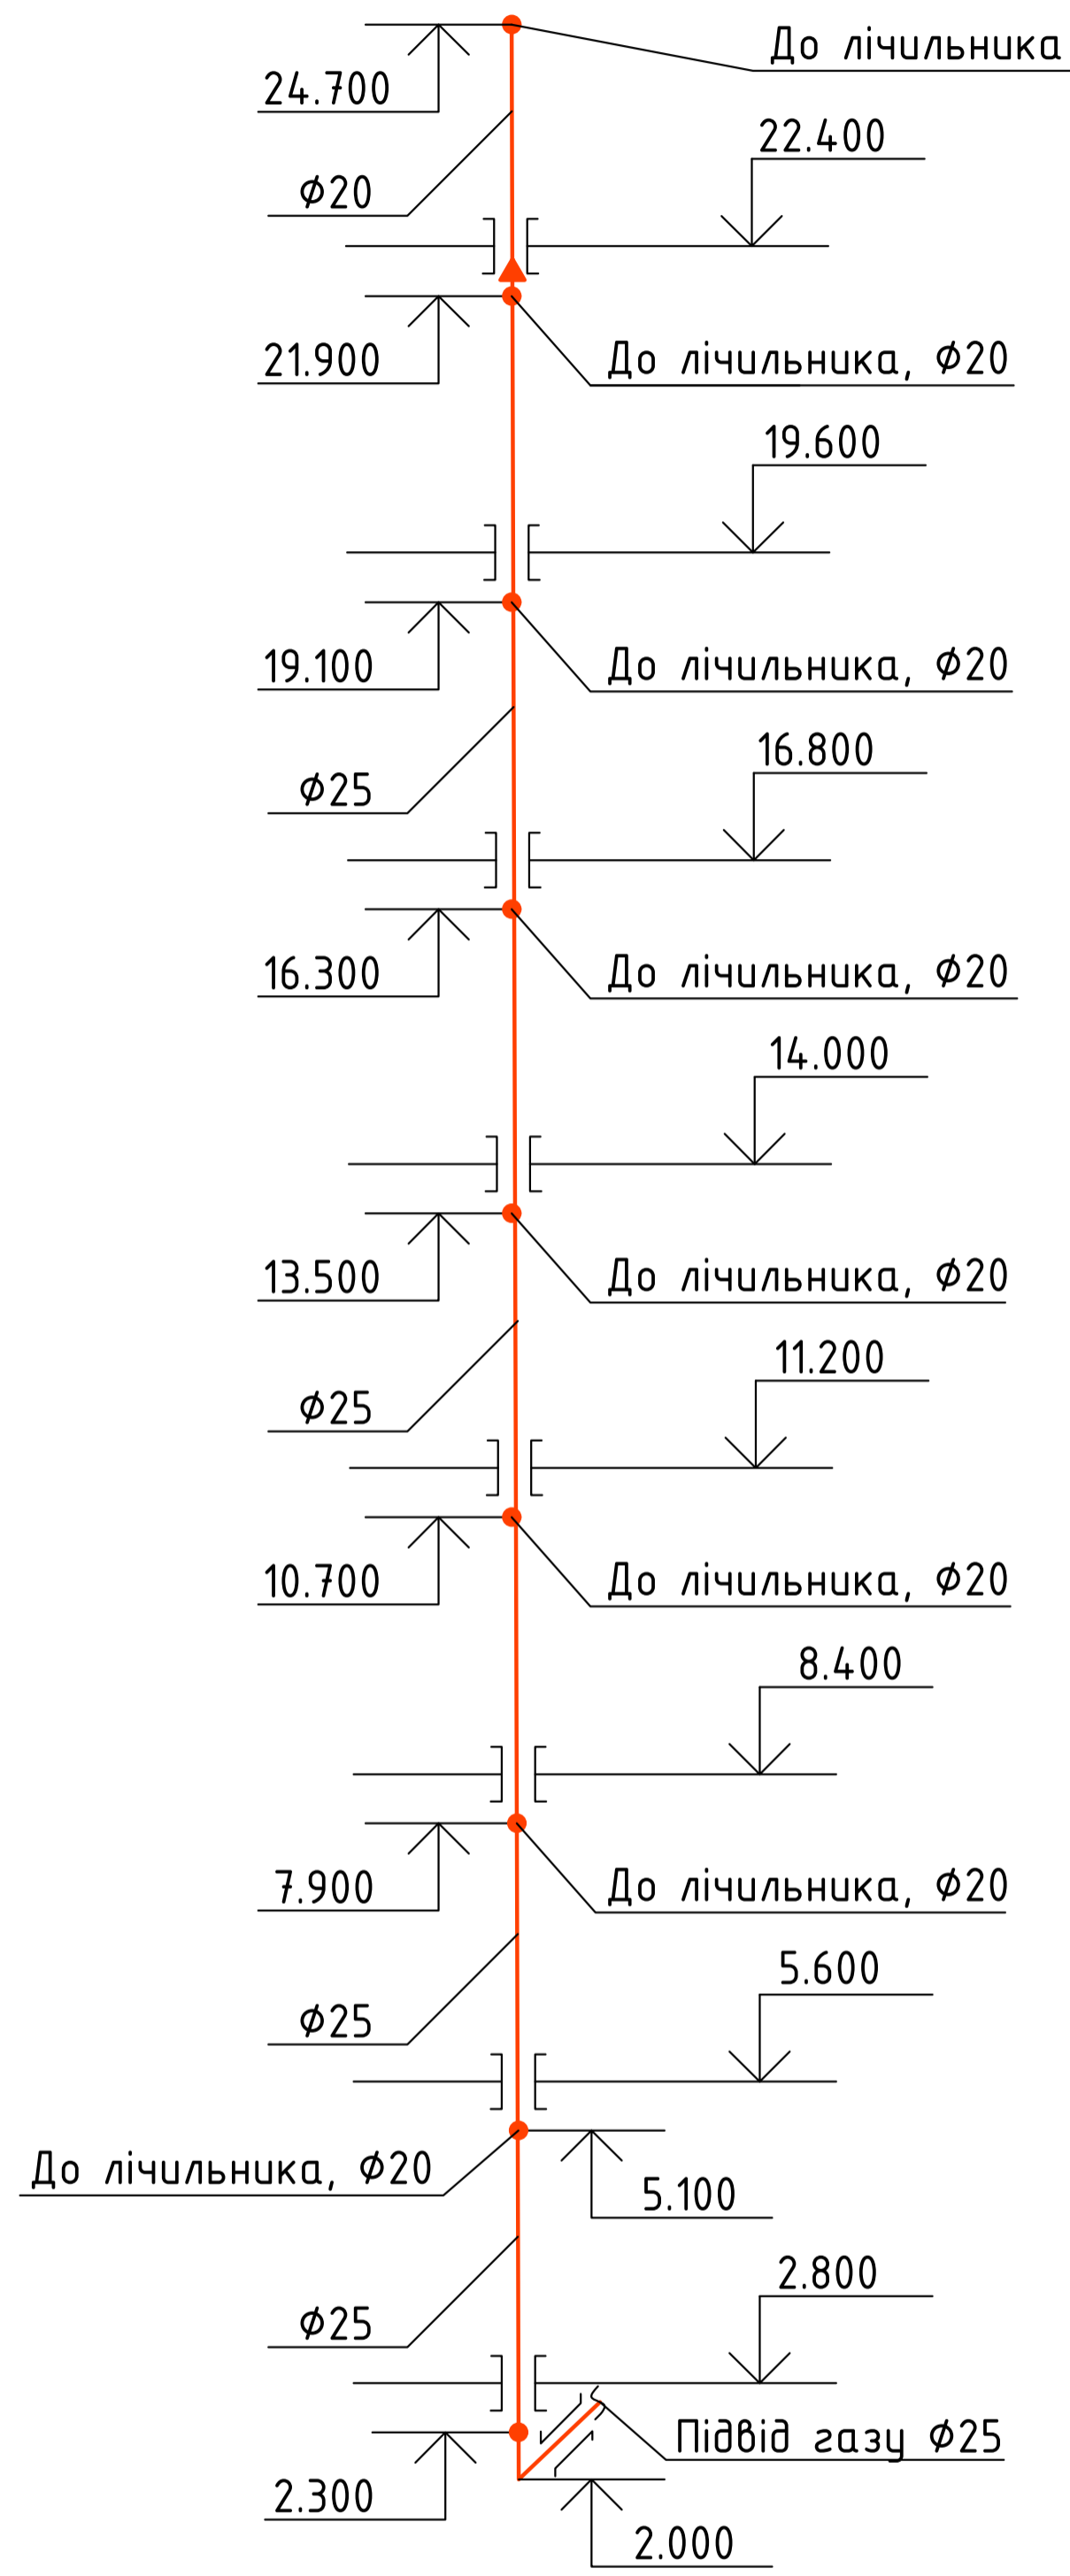 До лічильника
24.700
22.400
Ф20
21.900
До лічильника, Ф20
19.600
19.100
До лічильника, Ф20
16.800
Ф25
16.300
До лічильника, Ф20
14.000
13.500
До лічильника, Ф20
11.200
Ф25
10.700
До лічильника, Ф20
8.400
7.900
До лічильника, Ф20
5.600
Ф25
До лічильника, Ф20
5.100
2.800
Ф25
Підвід газу Ф25
2.300
2.000